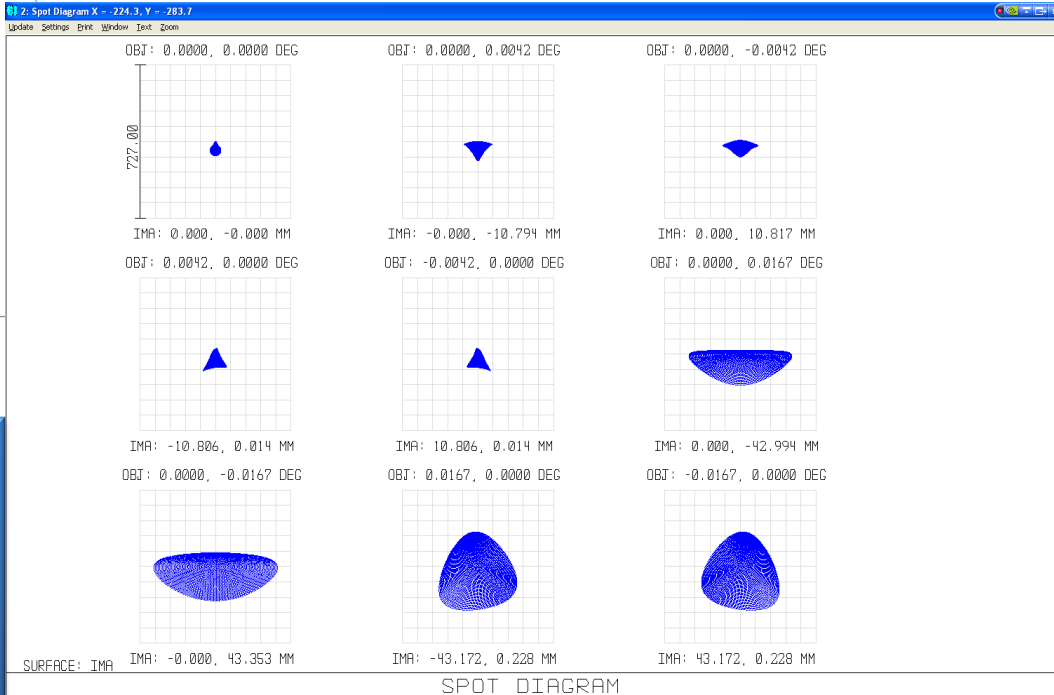 2: Spot Diagram X = -224.3, Y = -283.7
Update Settings Print Window Text Zoom
OBJ: 0.0000, 0.0000 DEG
OBJ: 0.0000, 0.0042 DEG
OBJ: 0.0000, -0.0042 DEG
727.00
IMA: 0.000, -0.000 MM
IMA: -0.000, -10.794 MM
IMA: 0.000, 10.817 MM
OBJ: 0.0042, 0.0000 DEG
OBJ: -0.0042, 0.0000 DEG
OBJ: 0.0000, 0.0167 DEG
IMA: -10.806, 0.014 MM
IMA: 10.806, 0.014 MM
IMA: 0.000, -42.994 MM
OBJ: 0.0000, -0.0167 DEG
OBJ: 0.0167, 0.0000 DEG
OBJ: -0.0167, 0.0000 DEG
SURFACE: IMA
IMA: -0.000, 43.353 MM
IMA: -43.172, 0.228 MM
IMA: 43.172, 0.228 MM
SPOT DIAGRAM